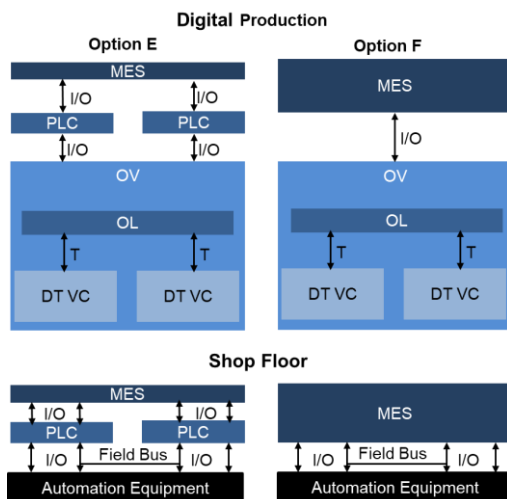 Digital Production
Option E
Option F
MES
I/O
I/O
PLC
PLC
I/O
I/O
OV
OL
T
T
DT VC
DT VC
MES
I/O
OV
OL
T
T
DT VC
DT VC
Shop Floor
MES
I/O
I/O
PLC
PLC
I/O
Field Bus
I/O
Automation Equipment
MES
I/O
Field Bus
I/O
Automation Equipment